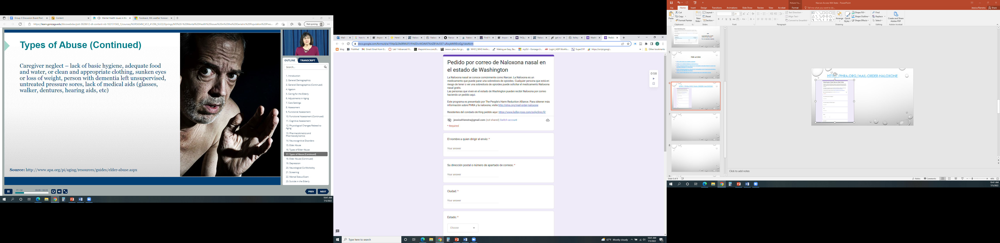 Group 3 Discussion Board Post -
Content
Mental Health Issues in the
Nooksack, WA weather forecast
https://learn.gonzaga.edu/bbcswebdav/pid-3828612-dt-content-rid-102131565_1/courses/NURS654M_VC2_41296_SU22/iSprings/M3%20-%20Mental%20Health%20Issues%20in%20the%20Geriatric%20Population%20Pres...
Not syncing
Types of Abuse (Continued)
Caregiver neglect – lack of basic hygiene, adequate food
and water, or clean and appropriate clothing, sunken eyes
or loss of weight, person with dementia left unsupervised,
untreated pressure sores, lack of medical aids (glasses,
walker, dentures, hearing aids, etc)
Source: http://www.apa.org/pi/aging/resources/guides/elder-abuse.aspx
OUTLINE TRANSCRIPT
Search...
1. Introduction
2. General Demographics
3. General Demographics (Continued)
4. Ageism
5. Caring for the Elderly
6. Adjustments in Aging
7. Care Settings
8. Assessment
9. Functional Assessment
10. Functional Assessment (Continued)
11. Cognitive Assessment
12. Physiological Changes Related to
Aging
13. Pharmacokinetics and
Pharmacodynamics
14. Neurocognitive Disorders
15. Elder Abuse
16. Types of Elder Abuse
17. Types of Abuse (Continued)
18. Elder Abuse (Continued)
19. Depression
20. Neurological Co-Morbidity
21. Screening
22. Mental Status Exam
23. Suicide in the Elderly
17 / 32
00:09 / 00:33
PREV NEXT
10:41 AM
7/5/2022
Mail -
how to
Anyon
Here's
Naloxo
Naloxo
Narcan
Naloxo
Find N
Anyon
FAQs_
Naloxo
get na
Kelley
Washin
Pedido
blog
PubMed
Gmail: Email from G...
Lab 1 Advanced IV...
thepoint.lww.com/B...
Lesson plans for gr...
WHO | WHO Anthr...
Making an Easy, Ba...
myGU - Gonzaga U...
Login | ADP Workfo...
SuperCYP
https://script.googl...
Other bookmarks
Pedido por correo de Naloxona nasal en
el estado de Washington
La Naloxona nasal se conoce comúnmente como Narcan. La Naloxona es un
medicamento que puede parar una sobredosis de opioides. Cualquier persona que está en
riesgo de tener o ver una sobredosis de opioides puede solicitar el medicamento Naloxona
nasal gratis.
Las personas que viven en el estado de Washington pueden recibir Naloxona por correo
haciendo un pedido aqui.
Este programa es presentado por The People's Harm Reduction Alliance. Para obtener más
información sobre PHRA y la naloxona, visite http://phra.org/mail-order-naloxone
Residentes del condado de King pedido aqui: https://www.kelley-ross.com/polyclinic/ll/
jessicafrienstra@gmail.com (not shared) Switch account
* Required
El nombre a quien dirigir el envío: *
Your answer
Su dirección postal o número de apartado de correos: *
Your answer
Ciudad: *
Your answer
Estado: *
Choose
0:58
Type here to search
67°F Mostly cloudy
10:41 AM
7/5/2022
Picture To...
Narcan Access WA State - PowerPoint
File Home Insert Design Transitions Animations Slide Show Review View Acrobat Format Tell me what you want to do...
Jessica Rienstra Share
Paste
Cut
Copy
Format Painter
New
Slide
Layout
Reset
Section
Text Direction
Align Text
Convert to SmartArt
Arrange
Quick
Styles
Shape Fill
Shape Outline
Shape Effects
Find
Replace
Select
Create and Share
Adobe PDF
Clipboard Slides Font Paragraph Drawing Editing Adobe Acrobat
5
FREE ACCESS
6
HTTP://PHRA.ORG/MAIL-ORDER-NALOXONE
7
8
9
HTTP://PHRA.ORG/MAIL-ORDER-NALOXONE
Washington State Narcan Mail Order
Click to add notes
Slide 6 of 9
Notes Comments
46%
10:41 AM
7/5/2022